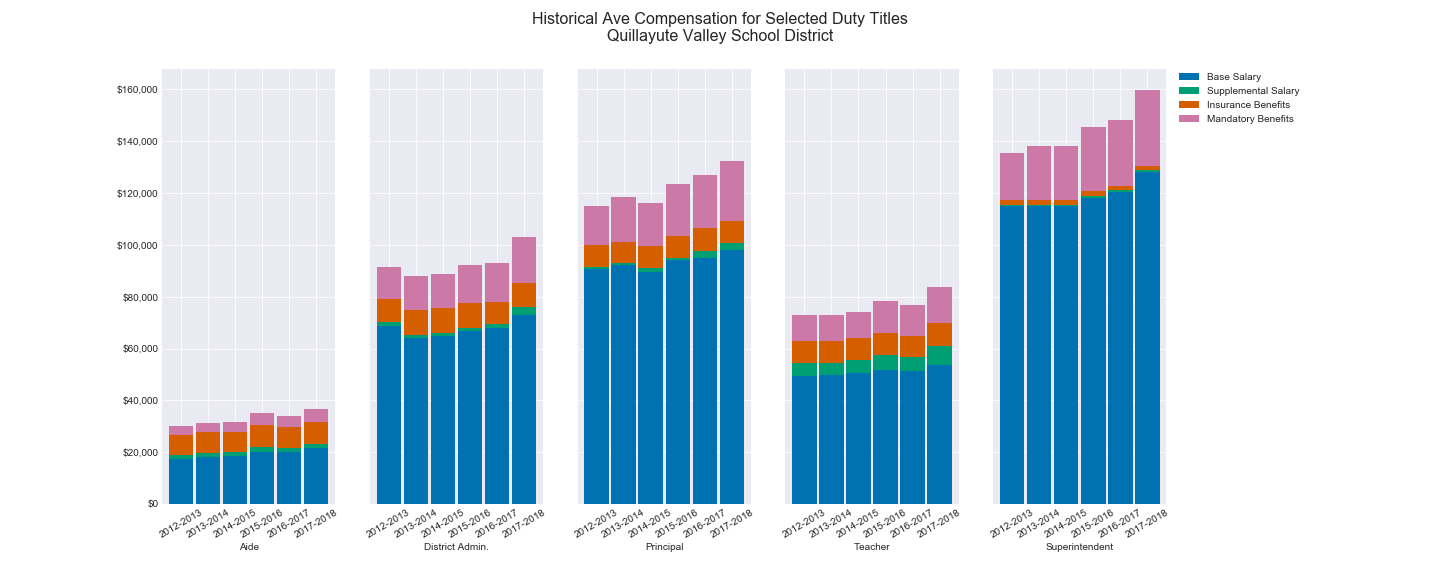 Historical Ave Compensation for Selected Duty Titles
Quillayute Valley School District
Base Salary
Supplemental Salary
Insurance Benefits
Mandatory Benefits
$160,000
$140,000
$120,000
$100,000
$80,000
$60,000
$40,000
$20,000
$0
2012-2013 2013-2014 2014-2015 2015-2016 2016-2017 2017-2018
Aide
2012-2013 2013-2014 2014-2015 2015-2016 2016-2017 2017-2018
District Admin.
2012-2013 2013-2014 2014-2015 2015-2016 2016-2017 2017-2018
Principal
2012-2013 2013-2014 2014-2015 2015-2016 2016-2017 2017-2018
Teacher
2012-2013 2013-2014 2014-2015 2015-2016 2016-2017 2017-2018
Superintendent